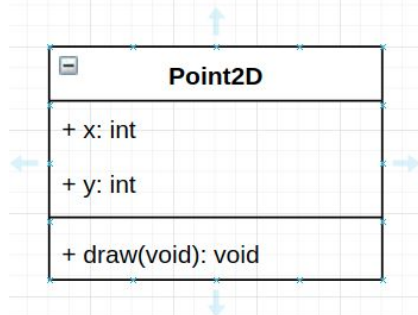 Point2D
+ x: int
+ y: int
+ draw(void): void